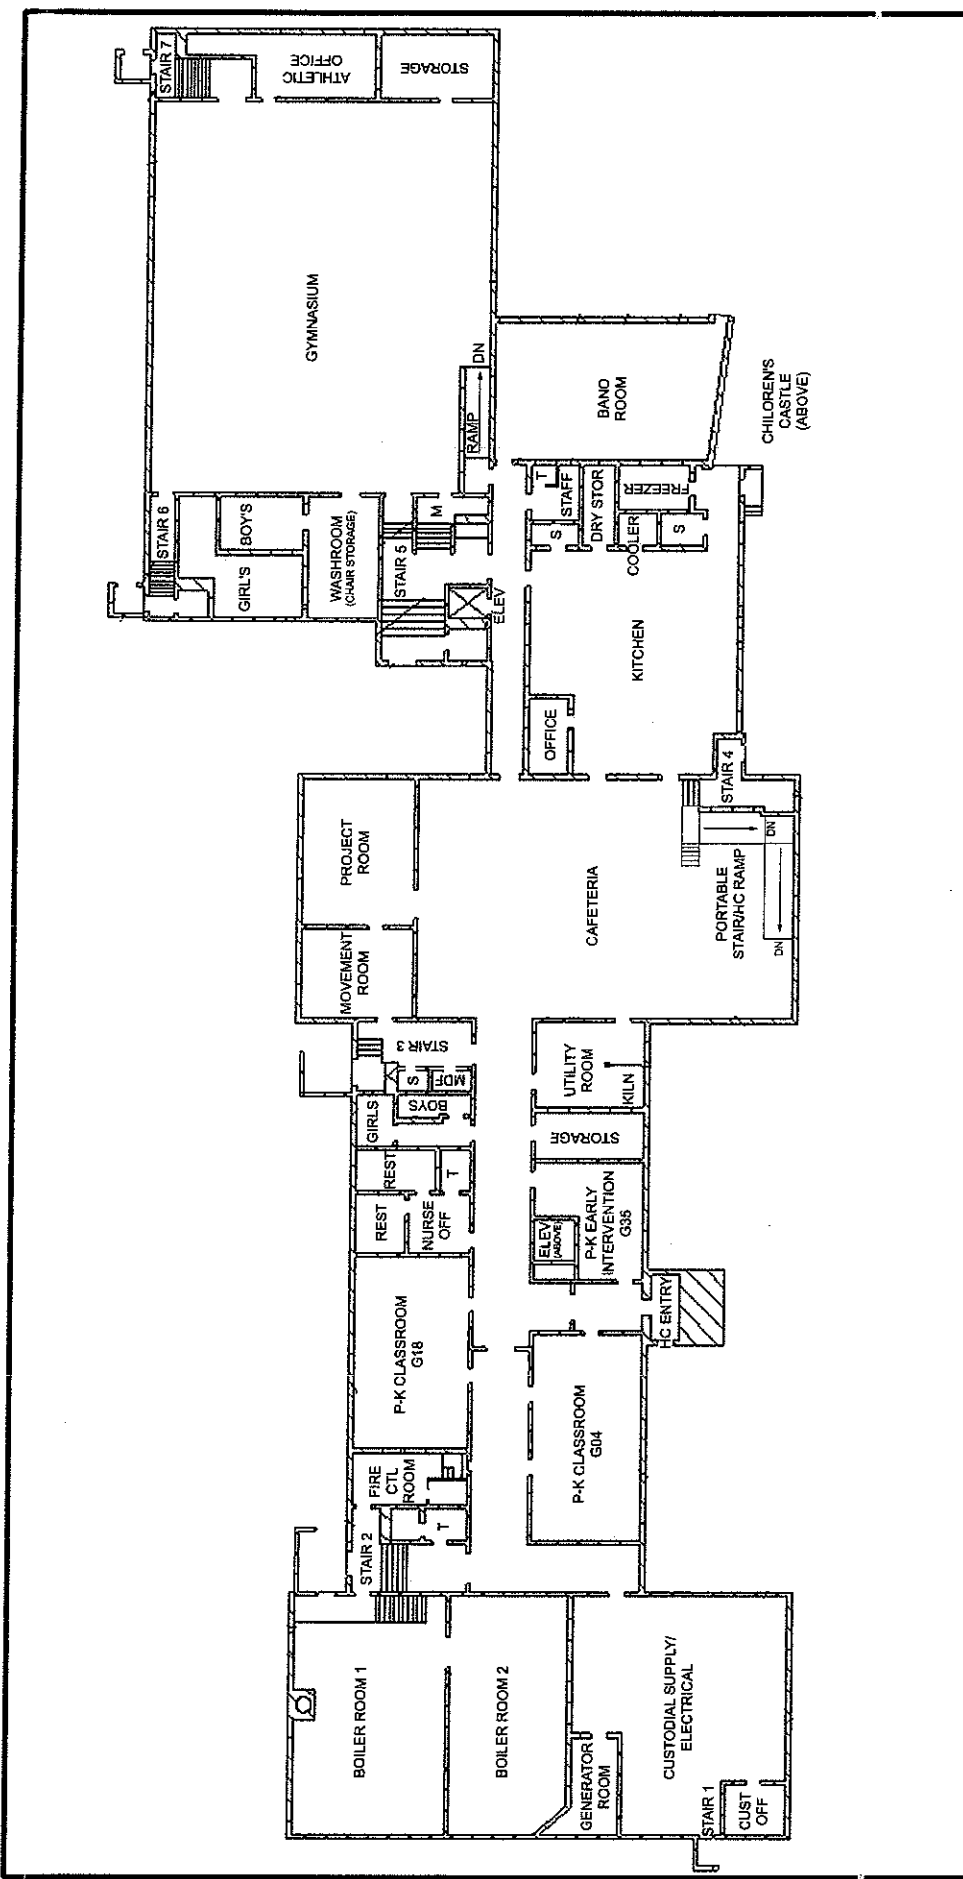 STAIR 7
ATHLETIC
OFFICE
STORAGE
GYMNASIUM
RAMP
DN
BAND
ROOM
CHILDREN'S
CASTLE
(ABOVE)
STAIR 6
BOY'S
GIRL'S
WASHROOM
(CHAIR STORAGE)
STAIR 5
M
ELEV
T
STAFF
S
DRY STOR
FREEZER
COOLER
S
KITCHEN
OFFICE
STAIR 4
PROJECT
ROOM
MOVEMENT
ROOM
CAFETERIA
PORTABLE
STAIR/HC RAMP
DN
DN
STAIR 3
S
MDF
BOYS
GIRLS
UTILITY
ROOM
KILN
STORAGE
REST
T
REST
NURSE
OFF
ELEV
(ABOVE)
P-K EARLY
INTERVENTION
G35
HC ENTRY
P-K CLASSROOM
G18
P-K CLASSROOM
G04
FIRE
CTL
ROOM
T
STAIR 2
BOILER ROOM 1
BOILER ROOM 2
GENERATOR
ROOM
CUSTODIAL SUPPLY/
ELECTRICAL
STAIR 1
CUST
OFF